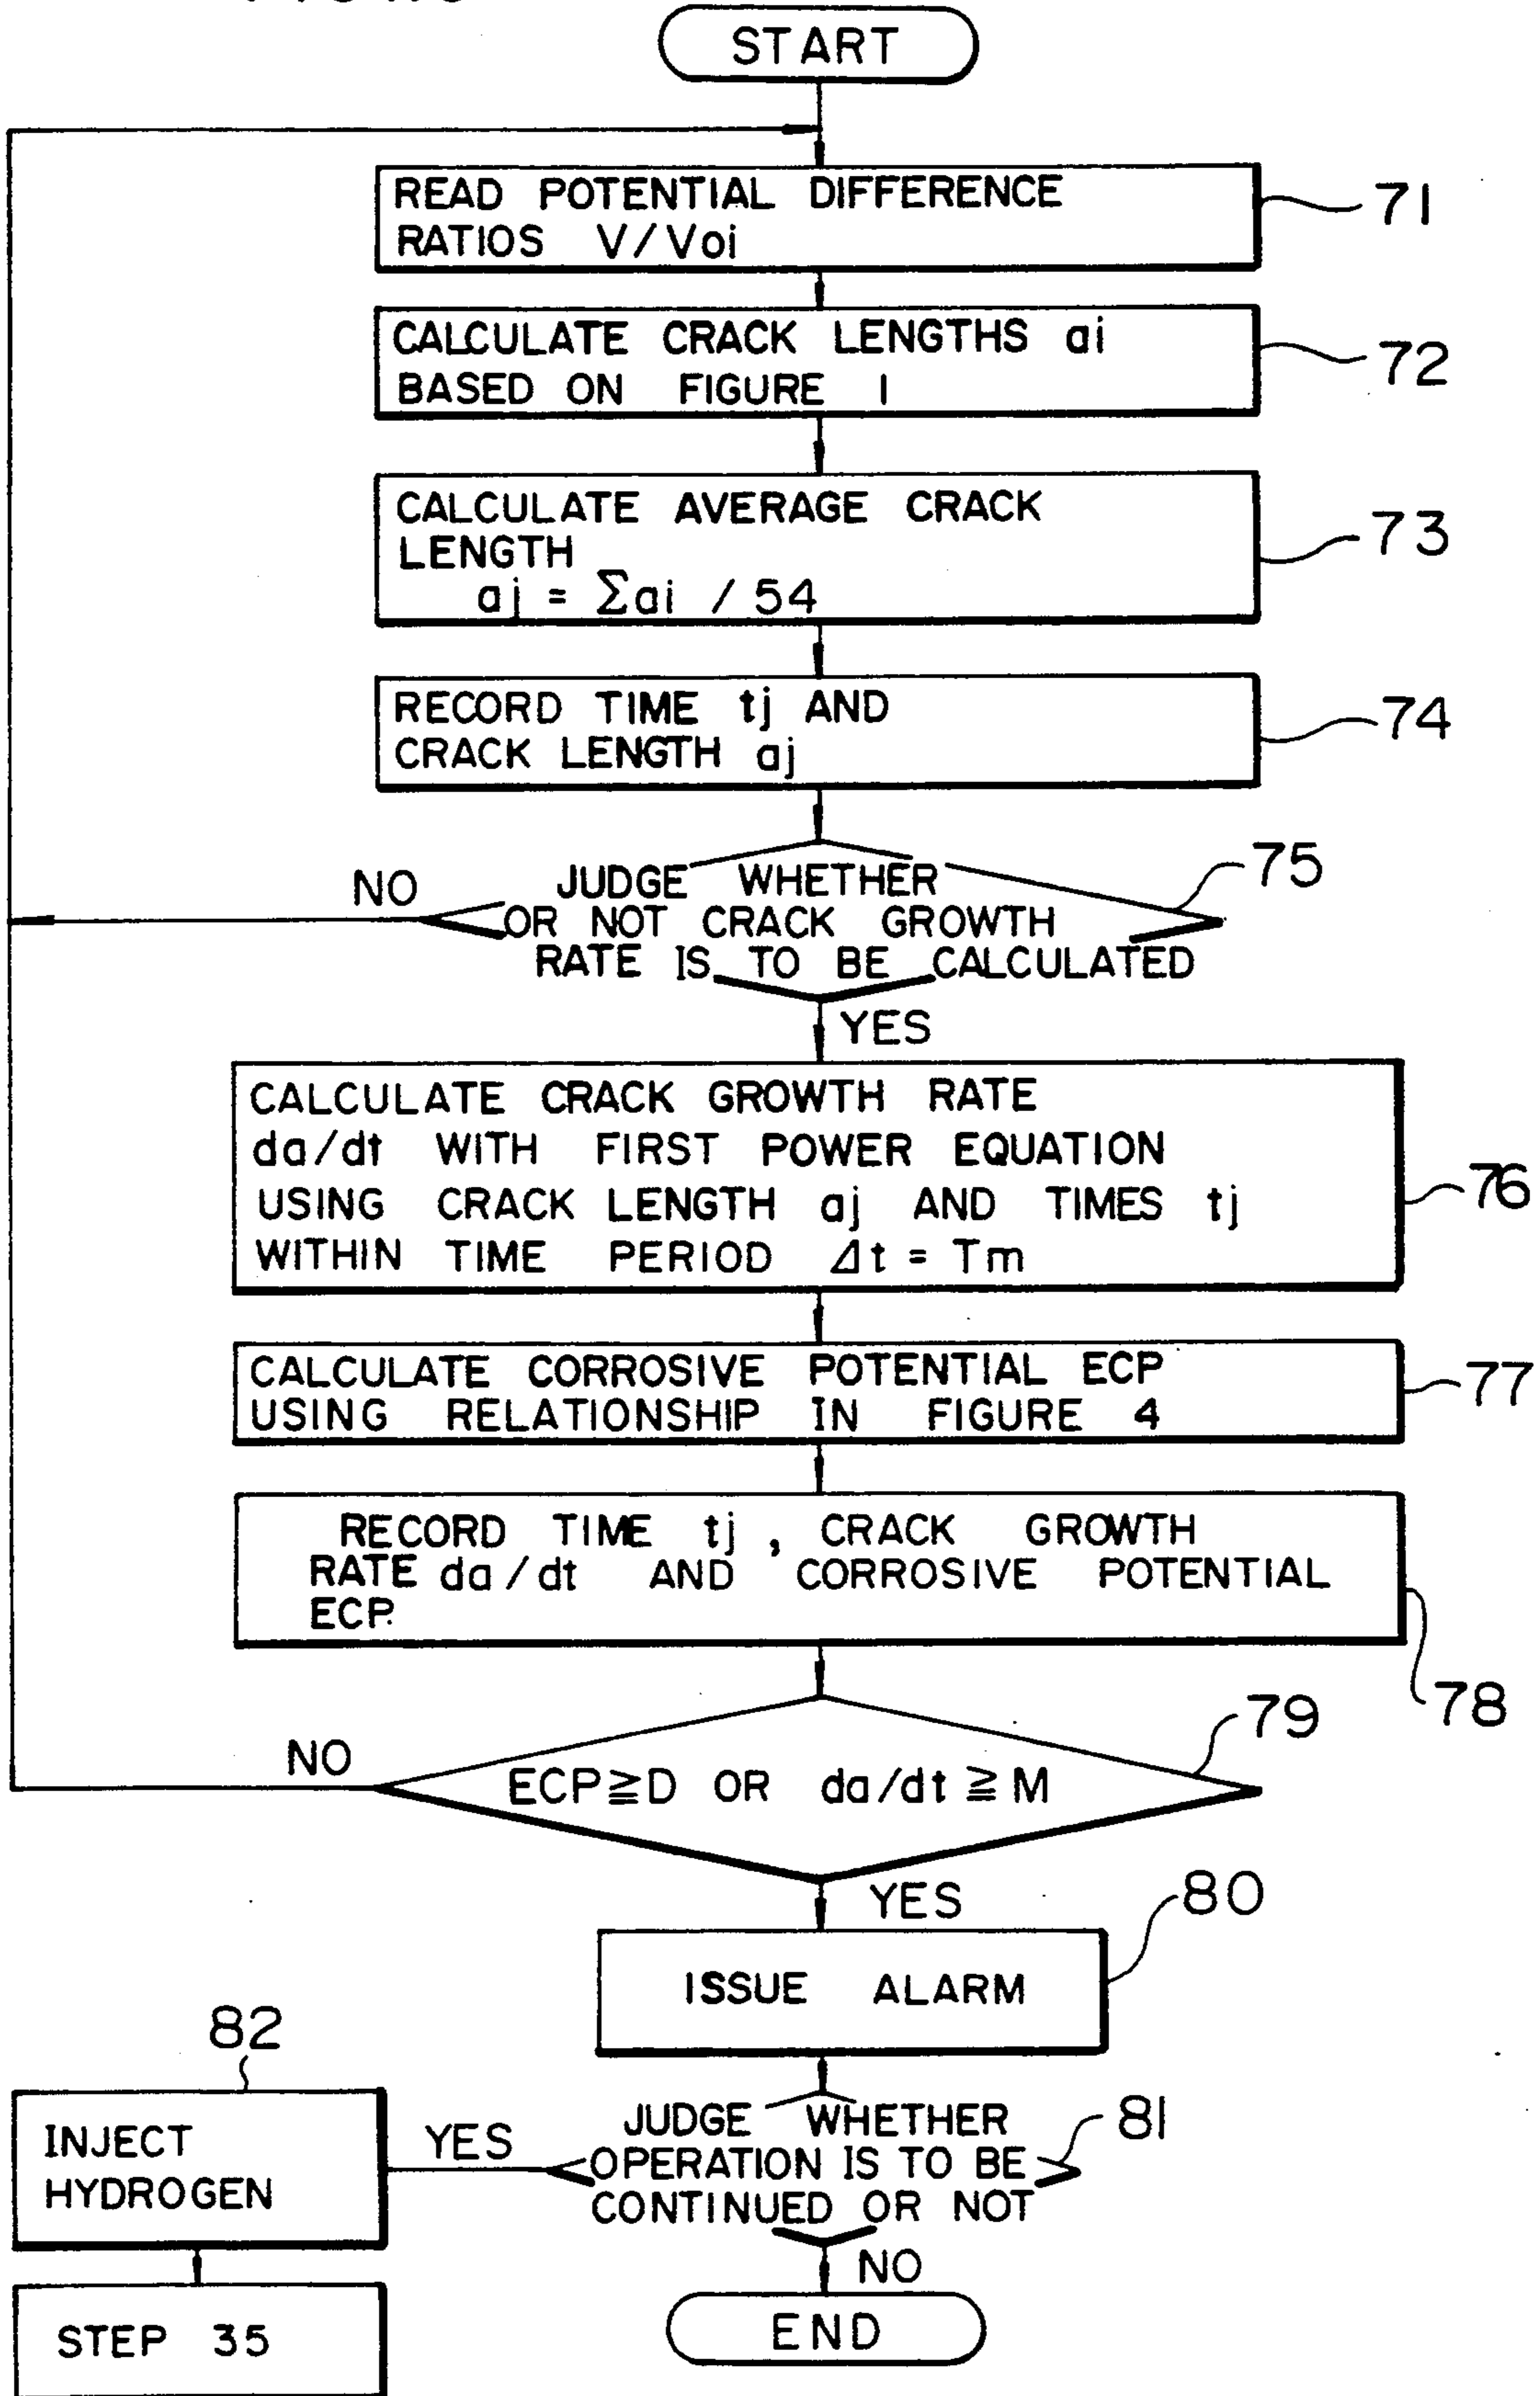 START
READ POTENTIAL DIFFERENCE
RATIOS V/Voi
71
CALCULATE CRACK LENGTHS ai
BASED ON FIGURE 1
72
CALCULATE AVERAGE CRACK
LENGTH
aj = Σai / 54
73
RECORD TIME tj AND
CRACK LENGTH aj
74
NO
JUDGE WHETHER
OR NOT CRACK GROWTH
RATE IS TO BE CALCULATED
75
YES
CALCULATE CRACK GROWTH RATE
da/dt WITH FIRST POWER EQUATION
USING CRACK LENGTH aj AND TIMES tj
WITHIN TIME PERIOD Δt = Tm
76
CALCULATE CORROSIVE POTENTIAL ECP
USING RELATIONSHIP IN FIGURE 4
77
RECORD TIME tj , CRACK GROWTH
RATE da/dt AND CORROSIVE POTENTIAL
ECP.
78
NO
ECP≧D OR da/dt ≧ M
79
YES
ISSUE ALARM
80
82
INJECT
HYDROGEN
YES
JUDGE WHETHER
OPERATION IS TO BE
CONTINUED OR NOT
81
NO
STEP 35
END